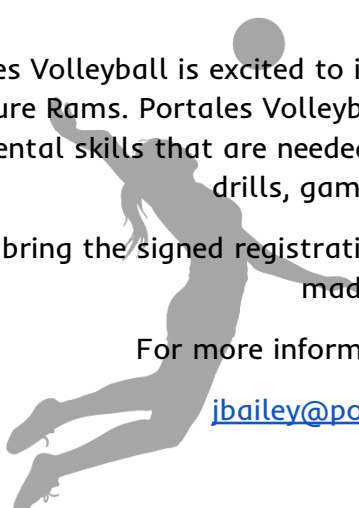 es Volleyball is excited to i
ure Rams. Portales Volleyb
ental skills that are needed
drills, gam
bring the signed registrati
mad
For more inform
jbailey@po